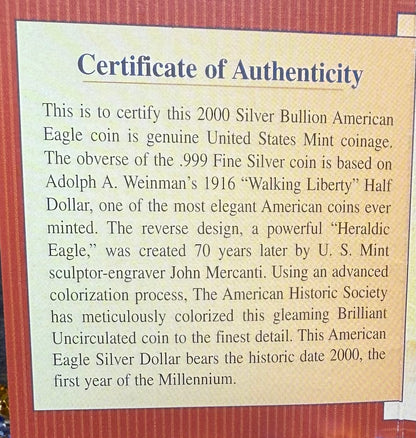 Certificate of Authenticity
This is to certify this 2000 Silver Bullion American
Eagle coin is genuine United States Mint coinage.
The obverse of the .999 Fine Silver coin is based on
Adolph A. Weinman's 1916 “Walking Liberty” Half
Dollar, one of the most elegant American coins ever
minted. The reverse design, a powerful “Heraldic
Eagle,” was created 70 years later by U. S. Mint
sculptor-engraver John Mercanti. Using an advanced
colorization process, The American Historic Society
has meticulously colorized this gleaming Brilliant
Uncirculated coin to the finest detail. This American
Eagle Silver Dollar bears the historic date 2000, the
first year of the Millennium.